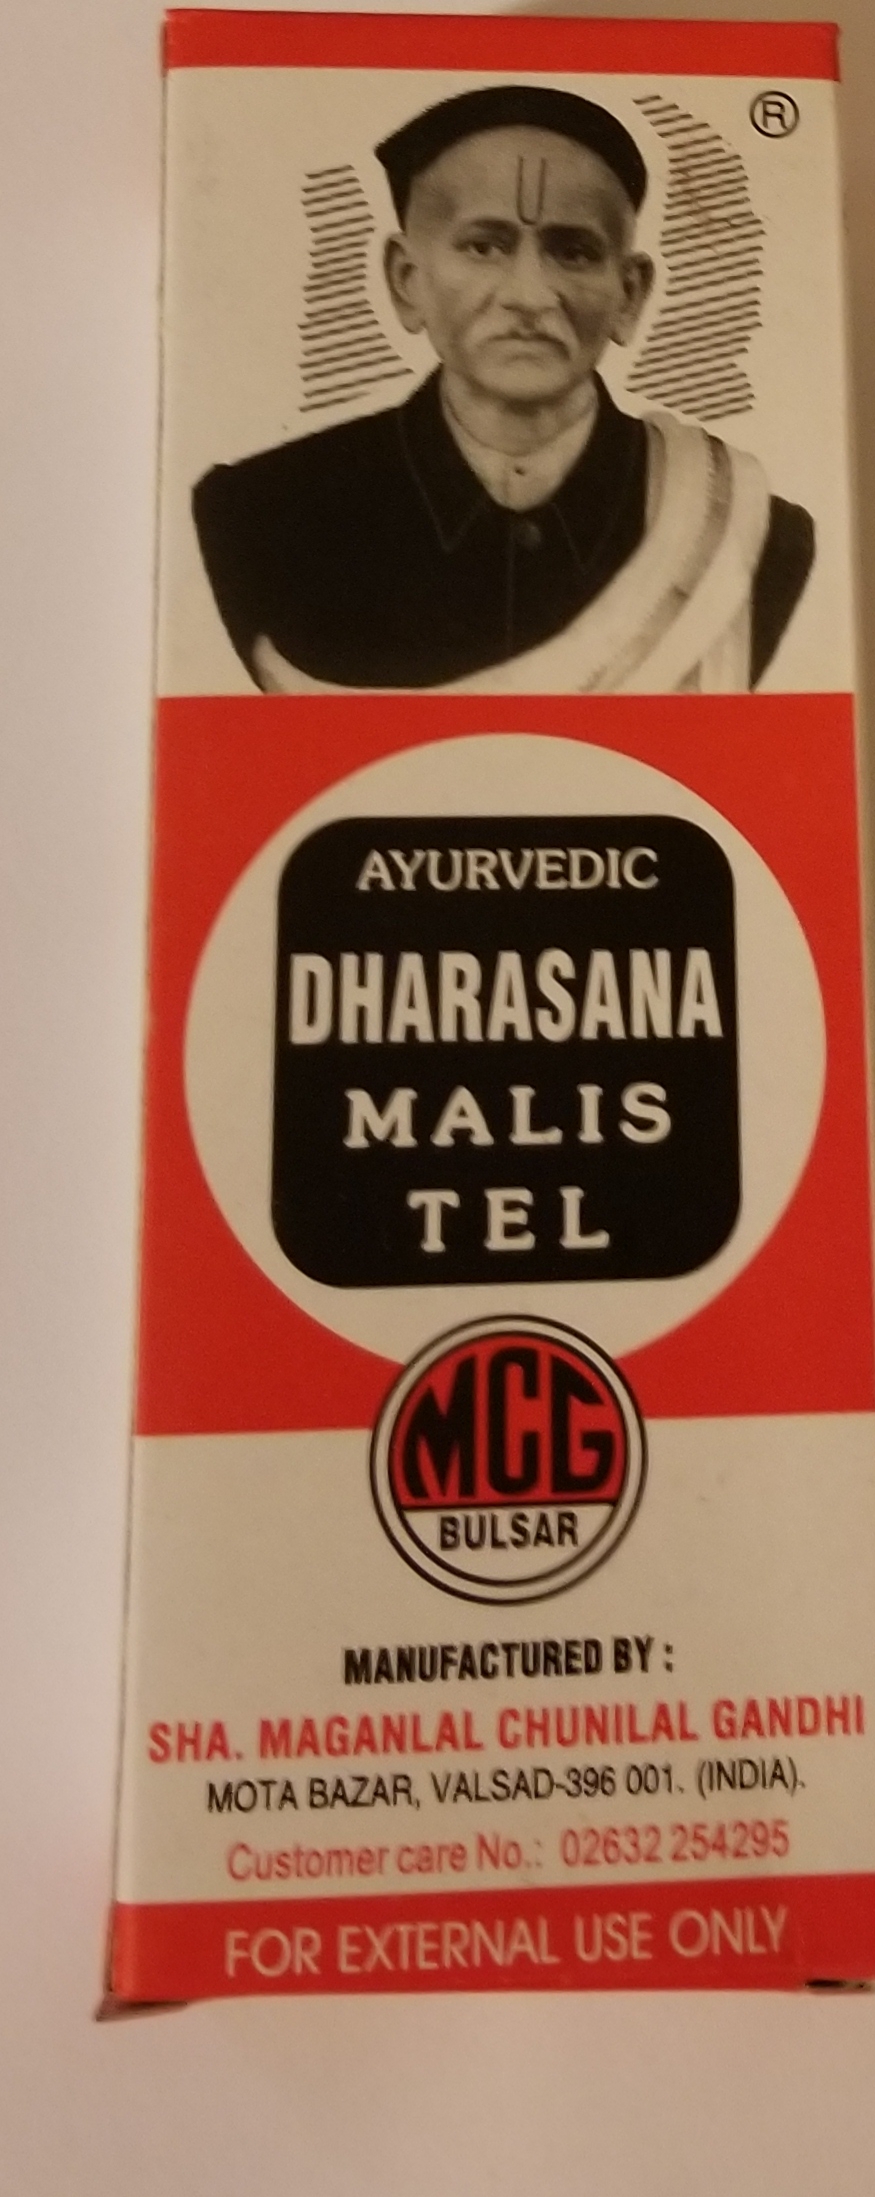 ®
AYURVEDIC
DHARASANA
MALIS
TEL
MCG
BULSAR
MANUFACTURED BY :
SHA. MAGANLAL CHUNILAL GANDHI
MOTA BAZAR, VALSAD-396 001. (INDIA).
Customer care No.: 02632 254295
FOR EXTERNAL USE ONLY